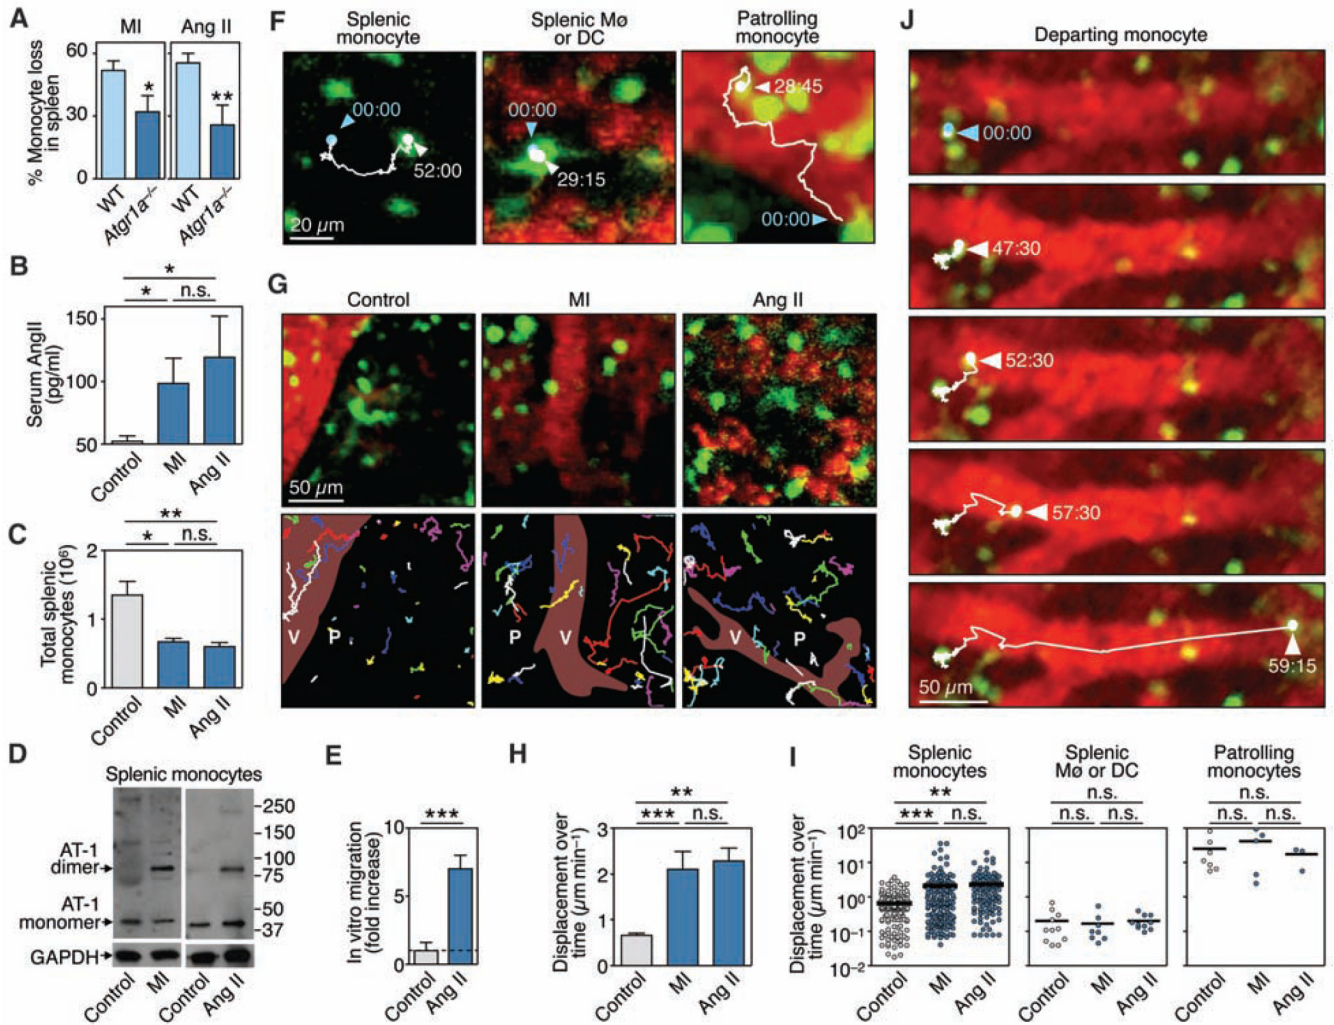 A
MI
Ang II
% Monocyte loss
in spleen
60
30
0
*
**
WT
Atgr1a–/–
WT
Atgr1a–/–
B
*
*
n.s.
Serum AngII
(pg/ml)
150
100
50
Control
MI
Ang II
C
**
*
n.s.
Total splenic
monocytes (10⁶)
2
1
0
Control
MI
Ang II
D
Splenic monocytes
AT-1
dimer
AT-1
monomer
GAPDH
250
150
100
75
50
37
Control
MI
Control
Ang II
E
***
In vitro migration
(fold increase)
10
5
0
Control
Ang II
F
Splenic
monocyte
Splenic Mø
or DC
Patrolling
monocyte
00:00
52:00
20 µm
00:00
29:15
28:45
00:00
G
Control
MI
Ang II
50 µm
V
P
P
V
V
P
H
**
***
n.s.
Displacement over
time (µm min⁻¹)
3
2
1
0
Control
MI
Ang II
I
Splenic
monocytes
Splenic
Mø or DC
Patrolling
monocytes
**
***
n.s.
n.s.
n.s.
n.s.
n.s.
n.s.
n.s.
Displacement over
time (µm min⁻¹)
10²
10¹
10⁰
10⁻¹
10⁻²
Control
MI
Ang II
Control
MI
Ang II
Control
MI
Ang II
J
Departing monocyte
00:00
47:30
52:30
57:30
59:15
50 µm